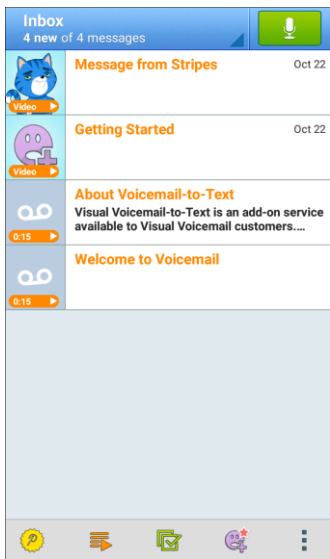 Inbox
4 new of 4 messages
Message from Stripes
Oct 22
Video
Getting Started
Oct 22
Video
About Voicemail-to-Text
Visual Voicemail-to-Text is an add-on service
available to Visual Voicemail customers....
0:15
Welcome to Voicemail
0:15
P